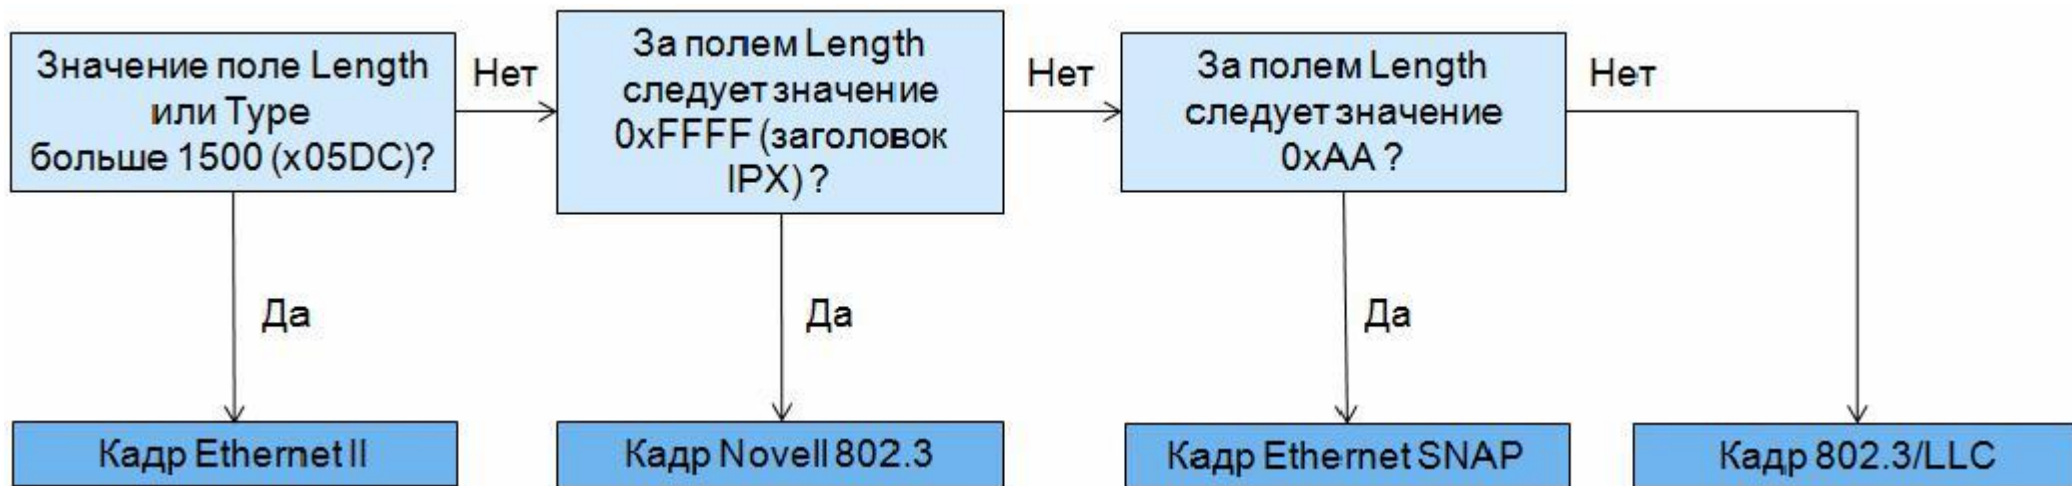 Значение поле Length
или Type
больше 1500 (x05DC)?
Нет
За полем Length
следует значение
0xFFFF (заголовок
IPX) ?
Нет
За полем Length
следует значение
0xAA ?
Нет
Да
Да
Да
Кадр Ethernet II
Кадр Novell 802.3
Кадр Ethernet SNAP
Кадр 802.3/LLC